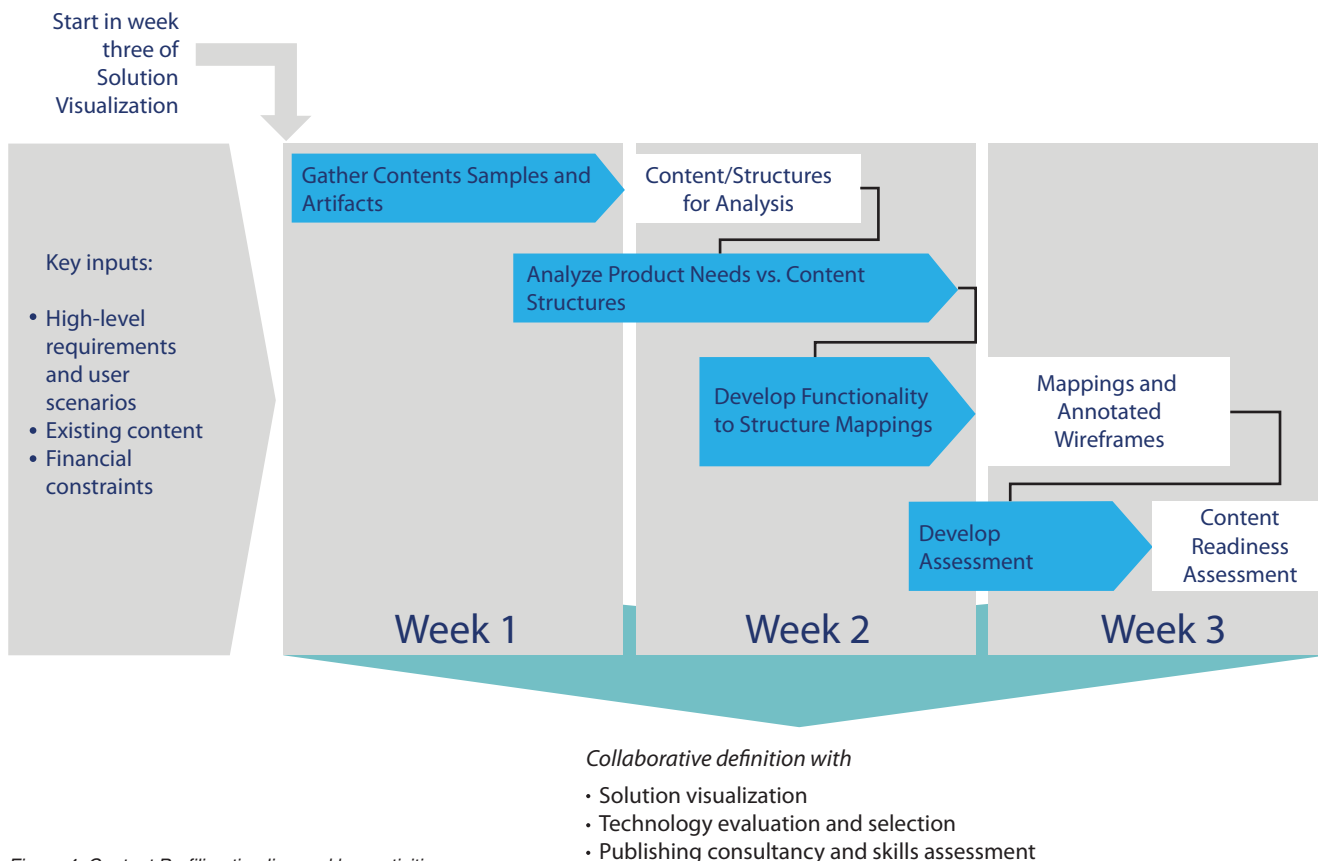 Start in week
three of
Solution
Visualization
Key inputs:
• High-level
requirements
and user
scenarios
• Existing content
• Financial
constraints
Gather Contents Samples and
Artifacts
Content/Structures
for Analysis
Analyze Product Needs vs. Content
Structures
Develop Functionality
to Structure Mappings
Mappings and
Annotated
Wireframes
Develop
Assessment
Content
Readiness
Assessment
Week 1
Week 2
Week 3
Collaborative definition with
• Solution visualization
• Technology evaluation and selection
• Publishing consultancy and skills assessment